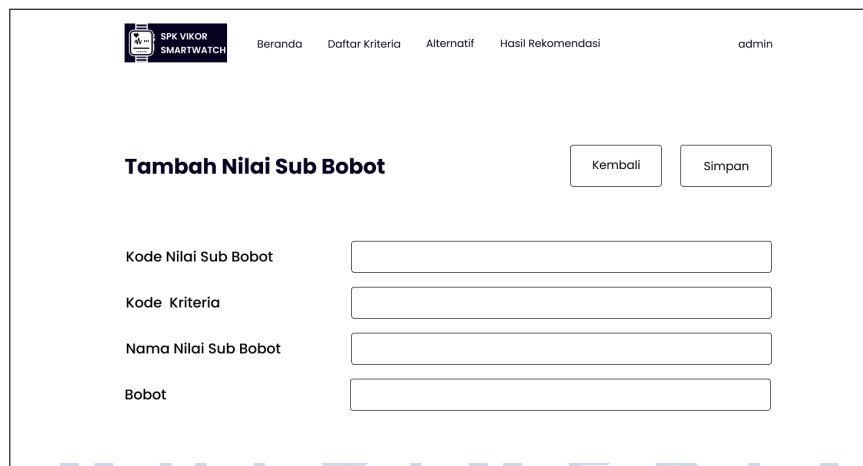 SPK VIKOR
SMARTWATCH
Beranda Daftar Kriteria Alternatif Hasil Rekomendasi admin
Tambah Nilai Sub Bobot Kembali Simpan
Kode Nilai Sub Bobot
Kode Kriteria
Nama Nilai Sub Bobot
Bobot